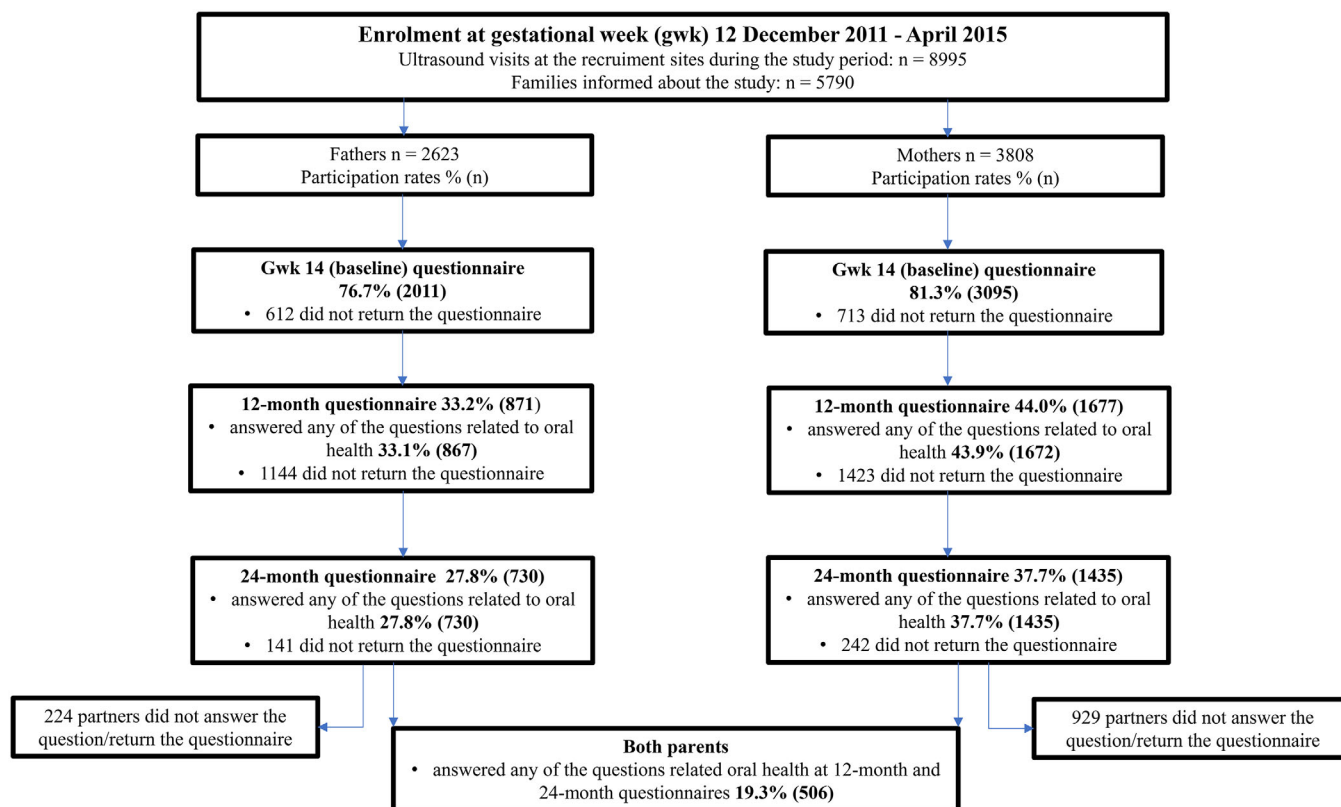 Enrolment at gestational week (gwk) 12 December 2011 - April 2015
Ultrasound visits at the recruiment sites during the study period: n = 8995
Families informed about the study: n = 5790
Fathers n = 2623
Participation rates % (n)
Mothers n = 3808
Participation rates % (n)
Gwk 14 (baseline) questionnaire
76.7% (2011)
• 612 did not return the questionnaire
Gwk 14 (baseline) questionnaire
81.3% (3095)
• 713 did not return the questionnaire
12-month questionnaire 33.2% (871)
• answered any of the questions related to oral
health 33.1% (867)
• 1144 did not return the questionnaire
12-month questionnaire 44.0% (1677)
• answered any of the questions related to oral
health 43.9% (1672)
• 1423 did not return the questionnaire
24-month questionnaire 27.8% (730)
• answered any of the questions related to oral
health 27.8% (730)
• 141 did not return the questionnaire
24-month questionnaire 37.7% (1435)
• answered any of the questions related to oral
health 37.7% (1435)
• 242 did not return the questionnaire
224 partners did not answer the
question/return the questionnaire
929 partners did not answer the
question/return the questionnaire
Both parents
• answered any of the questions related oral health at 12-month and
24-month questionnaires 19.3% (506)